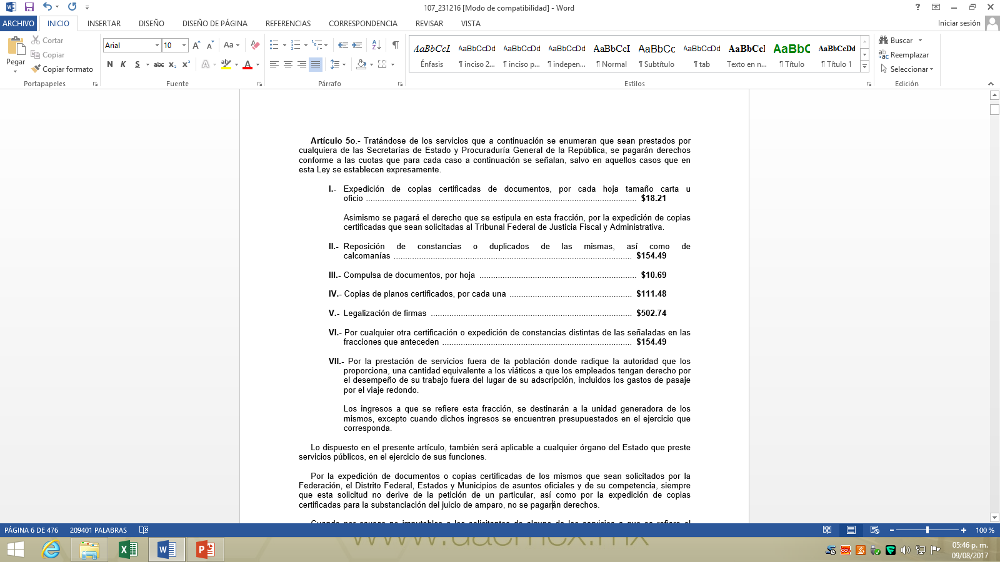 107_231216 [Modo de compatibilidad] - Word
ARCHIVO INICIO INSERTAR DISEÑO DISEÑO DE PÁGINA REFERENCIAS CORRESPONDENCIA REVISAR VISTA Iniciar sesión
Pegar
Cortar
Copiar
Copiar formato
Portapapeles
Arial 10
N K S abc x₂ x²
Fuente
Párrafo
AaBbCcI AaBbCcDd AaBbCcDd AaBbCcDd AaBbCcI AaBbCc AaBbCcDd AaBbCcI AaBbC AaBbCcDd
Énfasis ¶ inciso 2... ¶ inciso p... ¶ indepen... ¶ Normal ¶ Subtítulo ¶ tab Texto en n... ¶ Título ¶ Título 1
Estilos
Buscar
Reemplazar
Seleccionar
Edición
Artículo 5o.- Tratándose de los servicios que a continuación se enumeran que sean prestados por
cualquiera de las Secretarías de Estado y Procuraduría General de la República, se pagarán derechos
conforme a las cuotas que para cada caso a continuación se señalan, salvo en aquellos casos que en
esta Ley se establecen expresamente.
I.- Expedición de copias certificadas de documentos, por cada hoja tamaño carta u
oficio ........................................................ $18.21
Asimismo se pagará el derecho que se estipula en esta fracción, por la expedición de copias
certificadas que sean solicitadas al Tribunal Federal de Justicia Fiscal y Administrativa.
II.- Reposición de constancias o duplicados de las mismas, así como de
calcomanías ........................................................ $154.49
III.- Compulsa de documentos, por hoja ........................................................ $10.69
IV.- Copias de planos certificados, por cada una ........................................................ $111.48
V.- Legalización de firmas ........................................................ $502.74
VI.- Por cualquier otra certificación o expedición de constancias distintas de las señaladas en las
fracciones que anteceden ........................................................ $154.49
VII.- Por la prestación de servicios fuera de la población donde radique la autoridad que los
proporciona, una cantidad equivalente a los viáticos a que los empleados tengan derecho por
el desempeño de su trabajo fuera del lugar de su adscripción, incluidos los gastos de pasaje
por el viaje redondo.
Los ingresos a que se refiere esta fracción, se destinarán a la unidad generadora de los
mismos, excepto cuando dichos ingresos se encuentren presupuestados en el ejercicio que
corresponda.
Lo dispuesto en el presente artículo, también será aplicable a cualquier órgano del Estado que preste
servicios públicos, en el ejercicio de sus funciones.
Por la expedición de documentos o copias certificadas de los mismos que sean solicitados por la
Federación, el Distrito Federal, Estados y Municipios de asuntos oficiales y de su competencia, siempre
que esta solicitud no derive de la petición de un particular, así como por la expedición de copias
certificadas para la substanciación del juicio de amparo, no se pagarán derechos.
Cuando por causas no imputables a los solicitantes de alguno de los servicios a que se refiere el
PÁGINA 6 DE 476 209401 PALABRAS 100 %
05:46 p. m.
09/08/2017